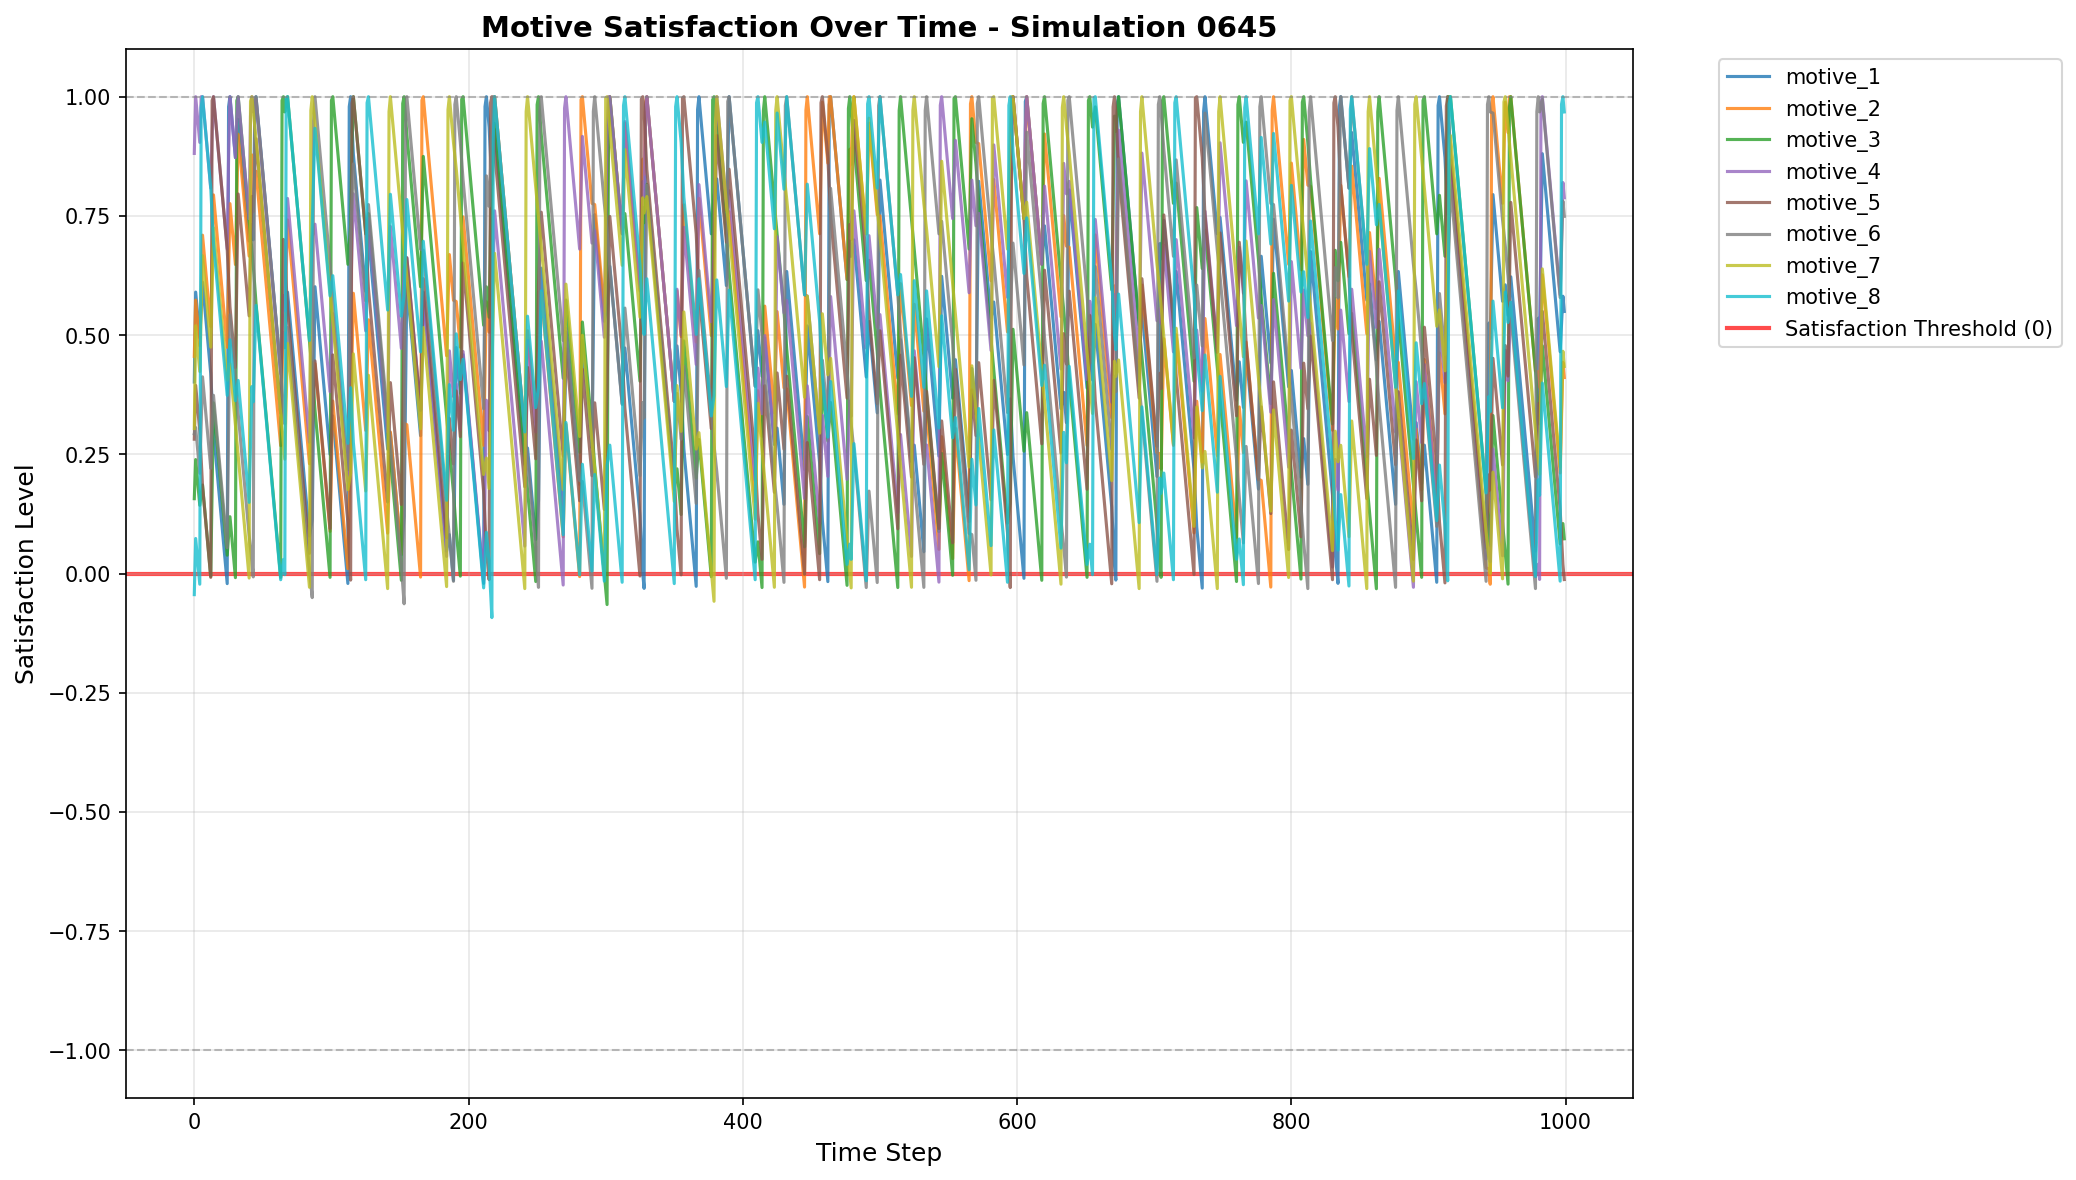 Motive Satisfaction Over Time - Simulation 0645
Satisfaction Level
1.00
0.75
0.50
0.25
0.00
−0.25
−0.50
−0.75
−1.00
0
200
400
600
800
1000
Time Step
motive_1
motive_2
motive_3
motive_4
motive_5
motive_6
motive_7
motive_8
Satisfaction Threshold (0)